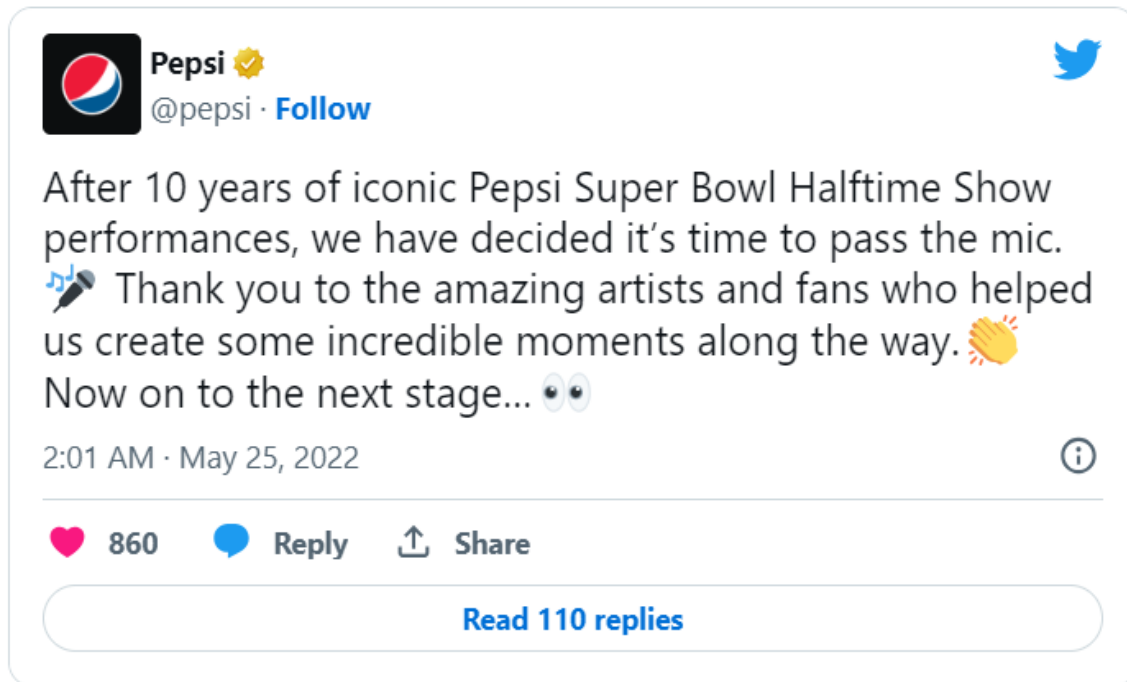 Pepsi
@pepsi · Follow
After 10 years of iconic Pepsi Super Bowl Halftime Show
performances, we have decided it’s time to pass the mic.
🎤 Thank you to the amazing artists and fans who helped
us create some incredible moments along the way.👏
Now on to the next stage... 👀
2:01 AM · May 25, 2022
860 Reply Share
Read 110 replies